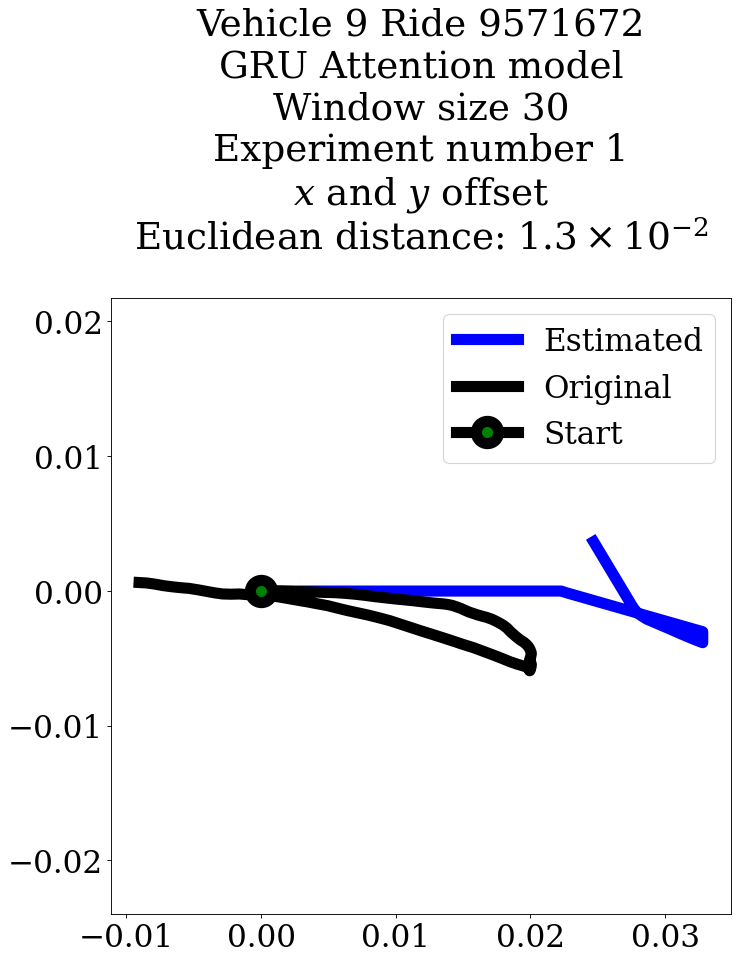 Vehicle 9 Ride 9571672
GRU Attention model
Window size 30
Experiment number 1
x and y offset
Euclidean distance: 1.3 × 10⁻²
Estimated
Original
Start
0.02
0.01
0.00
−0.01
−0.02
−0.01 0.00 0.01 0.02 0.03